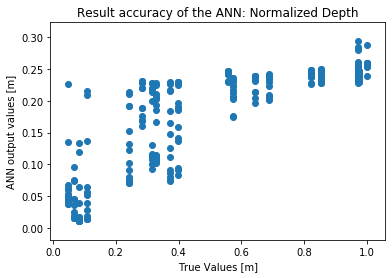 Result accuracy of the ANN: Normalized Depth
ANN output values [m]
0.30
0.25
0.20
0.15
0.10
0.05
0.00
0.0 0.2 0.4 0.6 0.8 1.0
True Values [m]